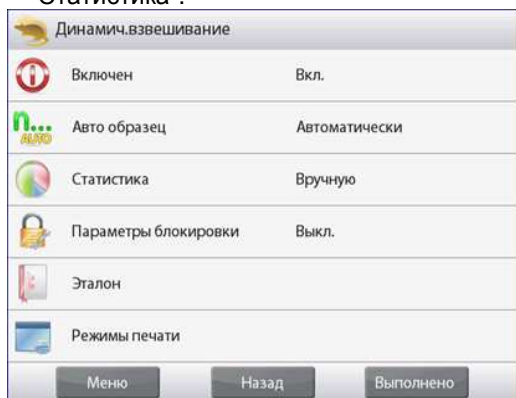 "Статистика".
Динамич.взвешивание
Включен Вкл.
n... AUTO Авто образец Автоматически
Статистика Вручную
Параметры блокировки Выкл.
Эталон
Режимы печати
Меню Назад Выполнено